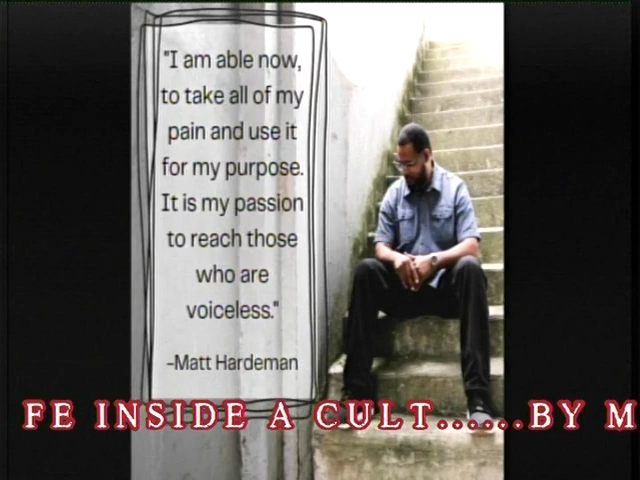 "I am able now,
to take all of my
pain and use it
for my purpose.
It is my passion
to reach those
who are
voiceless."
–Matt Hardeman
FE INSIDE A CULT......BY M